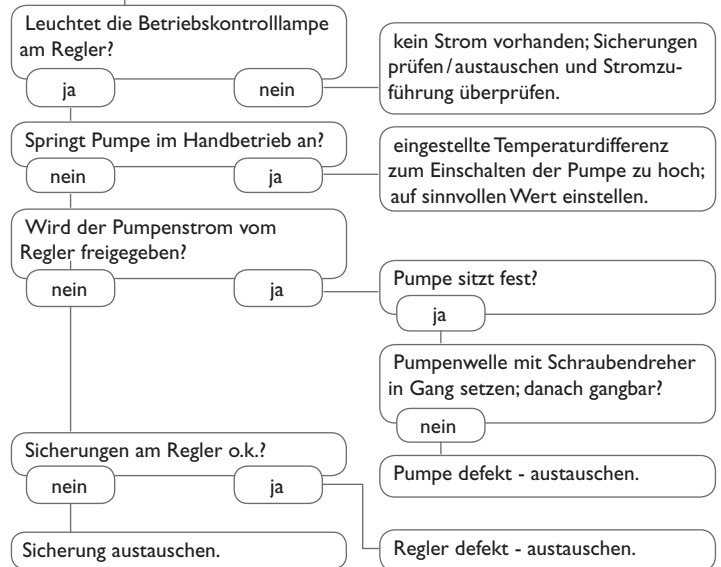 Leuchtet die Betriebskontrolllampe
am Regler?
ja
nein
kein Strom vorhanden; Sicherungen
prüfen/austauschen und Stromzu-
führung überprüfen.
Springt Pumpe im Handbetrieb an?
nein
ja
eingestellte Temperaturdifferenz
zum Einschalten der Pumpe zu hoch;
auf sinnvollen Wert einstellen.
Wird der Pumpenstrom vom
Regler freigegeben?
nein
ja
Pumpe sitzt fest?
ja
Pumpenwelle mit Schraubendreher
in Gang setzen; danach gangbar?
nein
Pumpe defekt - austauschen.
Sicherungen am Regler o.k.?
nein
ja
Sicherung austauschen.
Regler defekt - austauschen.